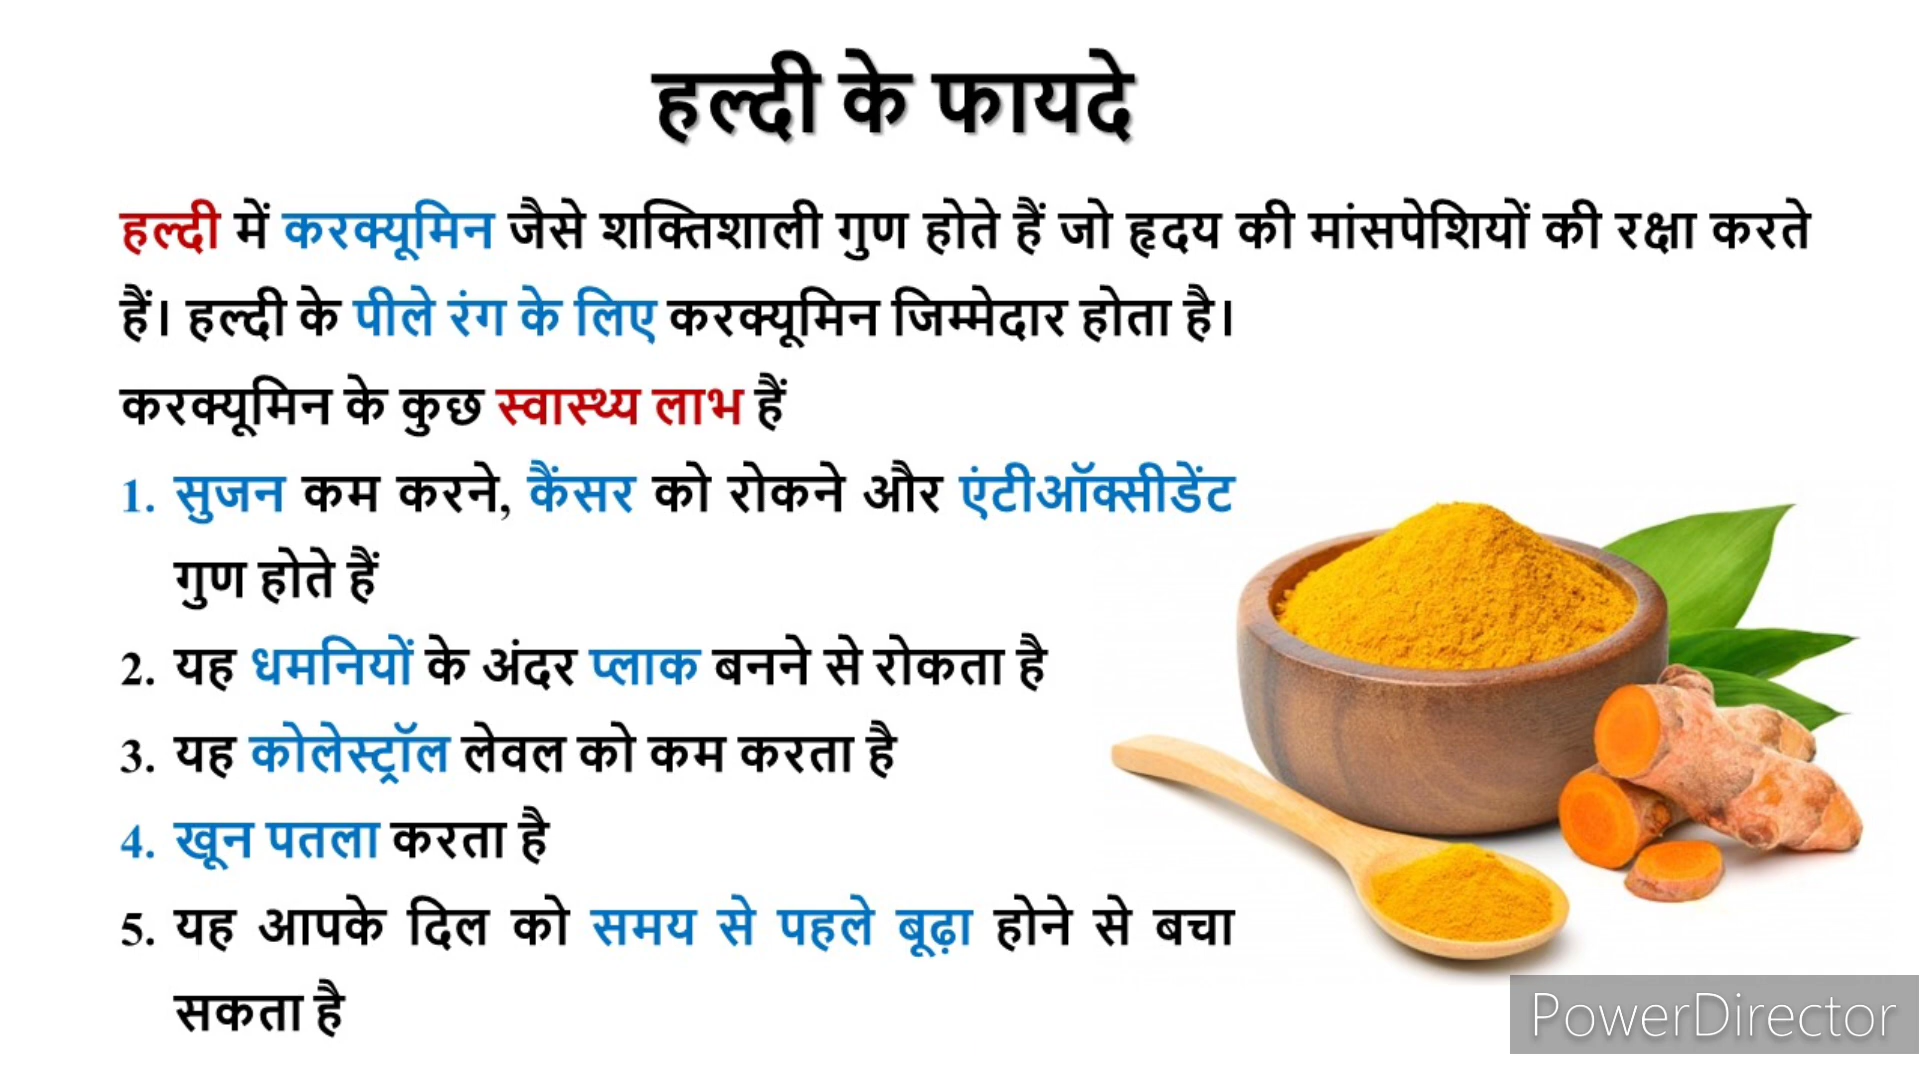 हल्दी के फायदे
हल्दी में करक्यूमिन जैसे शक्तिशाली गुण होते हैं जो हृदय की मांसपेशियों की रक्षा करते
हैं। हल्दी के पीले रंग के लिए करक्यूमिन जिम्मेदार होता है।
करक्यूमिन के कुछ स्वास्थ्य लाभ हैं
1. सुजन कम करने, कैंसर को रोकने और एंटीऑक्सीडेंट
गुण होते हैं
2. यह धमनियों के अंदर प्लाक बनने से रोकता है
3. यह कोलेस्ट्रॉल लेवल को कम करता है
4. खून पतला करता है
5. यह आपके दिल को समय से पहले बूढ़ा होने से बचा
सकता है
PowerDirector